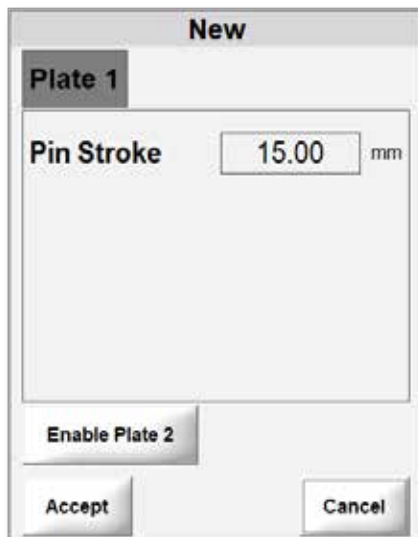 New
Plate 1
Pin Stroke 15.00 mm
Enable Plate 2
Accept Cancel